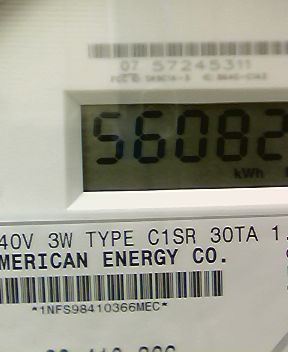 07 57245311
56082
kWh
40V 3W TYPE C1SR 30TA 1.
MERICAN ENERGY CO.
*1NFS98410366MEC*